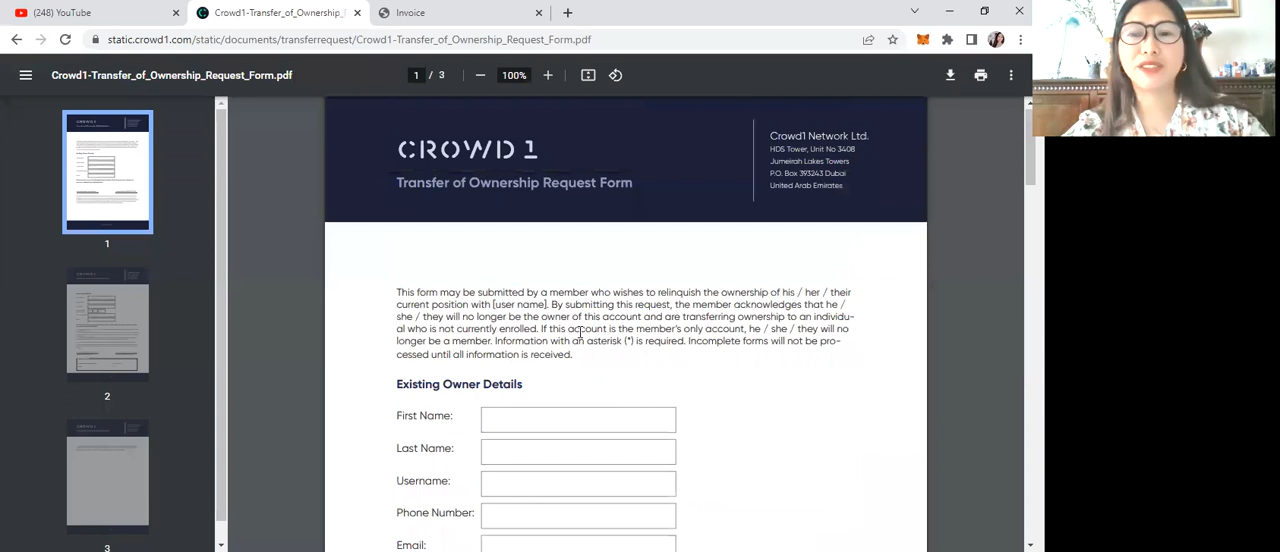 (248) YouTube
Crowd1-Transfer_of_Ownership_
Invoice
static.crowd1.com/static/documents/transferrequest/Crowd1-Transfer_of_Ownership_Request_Form.pdf
Crowd1-Transfer_of_Ownership_Request_Form.pdf
1 / 3
100%
CROWD1
Transfer of Ownership Request Form
Crowd1 Network Ltd.
HDS Tower, Unit No 3408
Jumeirah Lakes Towers
P.O. Box 393243 Dubai
United Arab Emirates
This form may be submitted by a member who wishes to relinquish the ownership of his / her / their
current position with [user name]. By submitting this request, the member acknowledges that he /
she / they will no longer be the owner of this account and are transferring ownership to an individu-
al who is not currently enrolled. If this account is the member's only account, he / she / they will no
longer be a member. Information with an asterisk (*) is required. Incomplete forms will not be pro-
cessed until all information is received.
Existing Owner Details
First Name:
Last Name:
Username:
Phone Number:
Email:
1
2
3